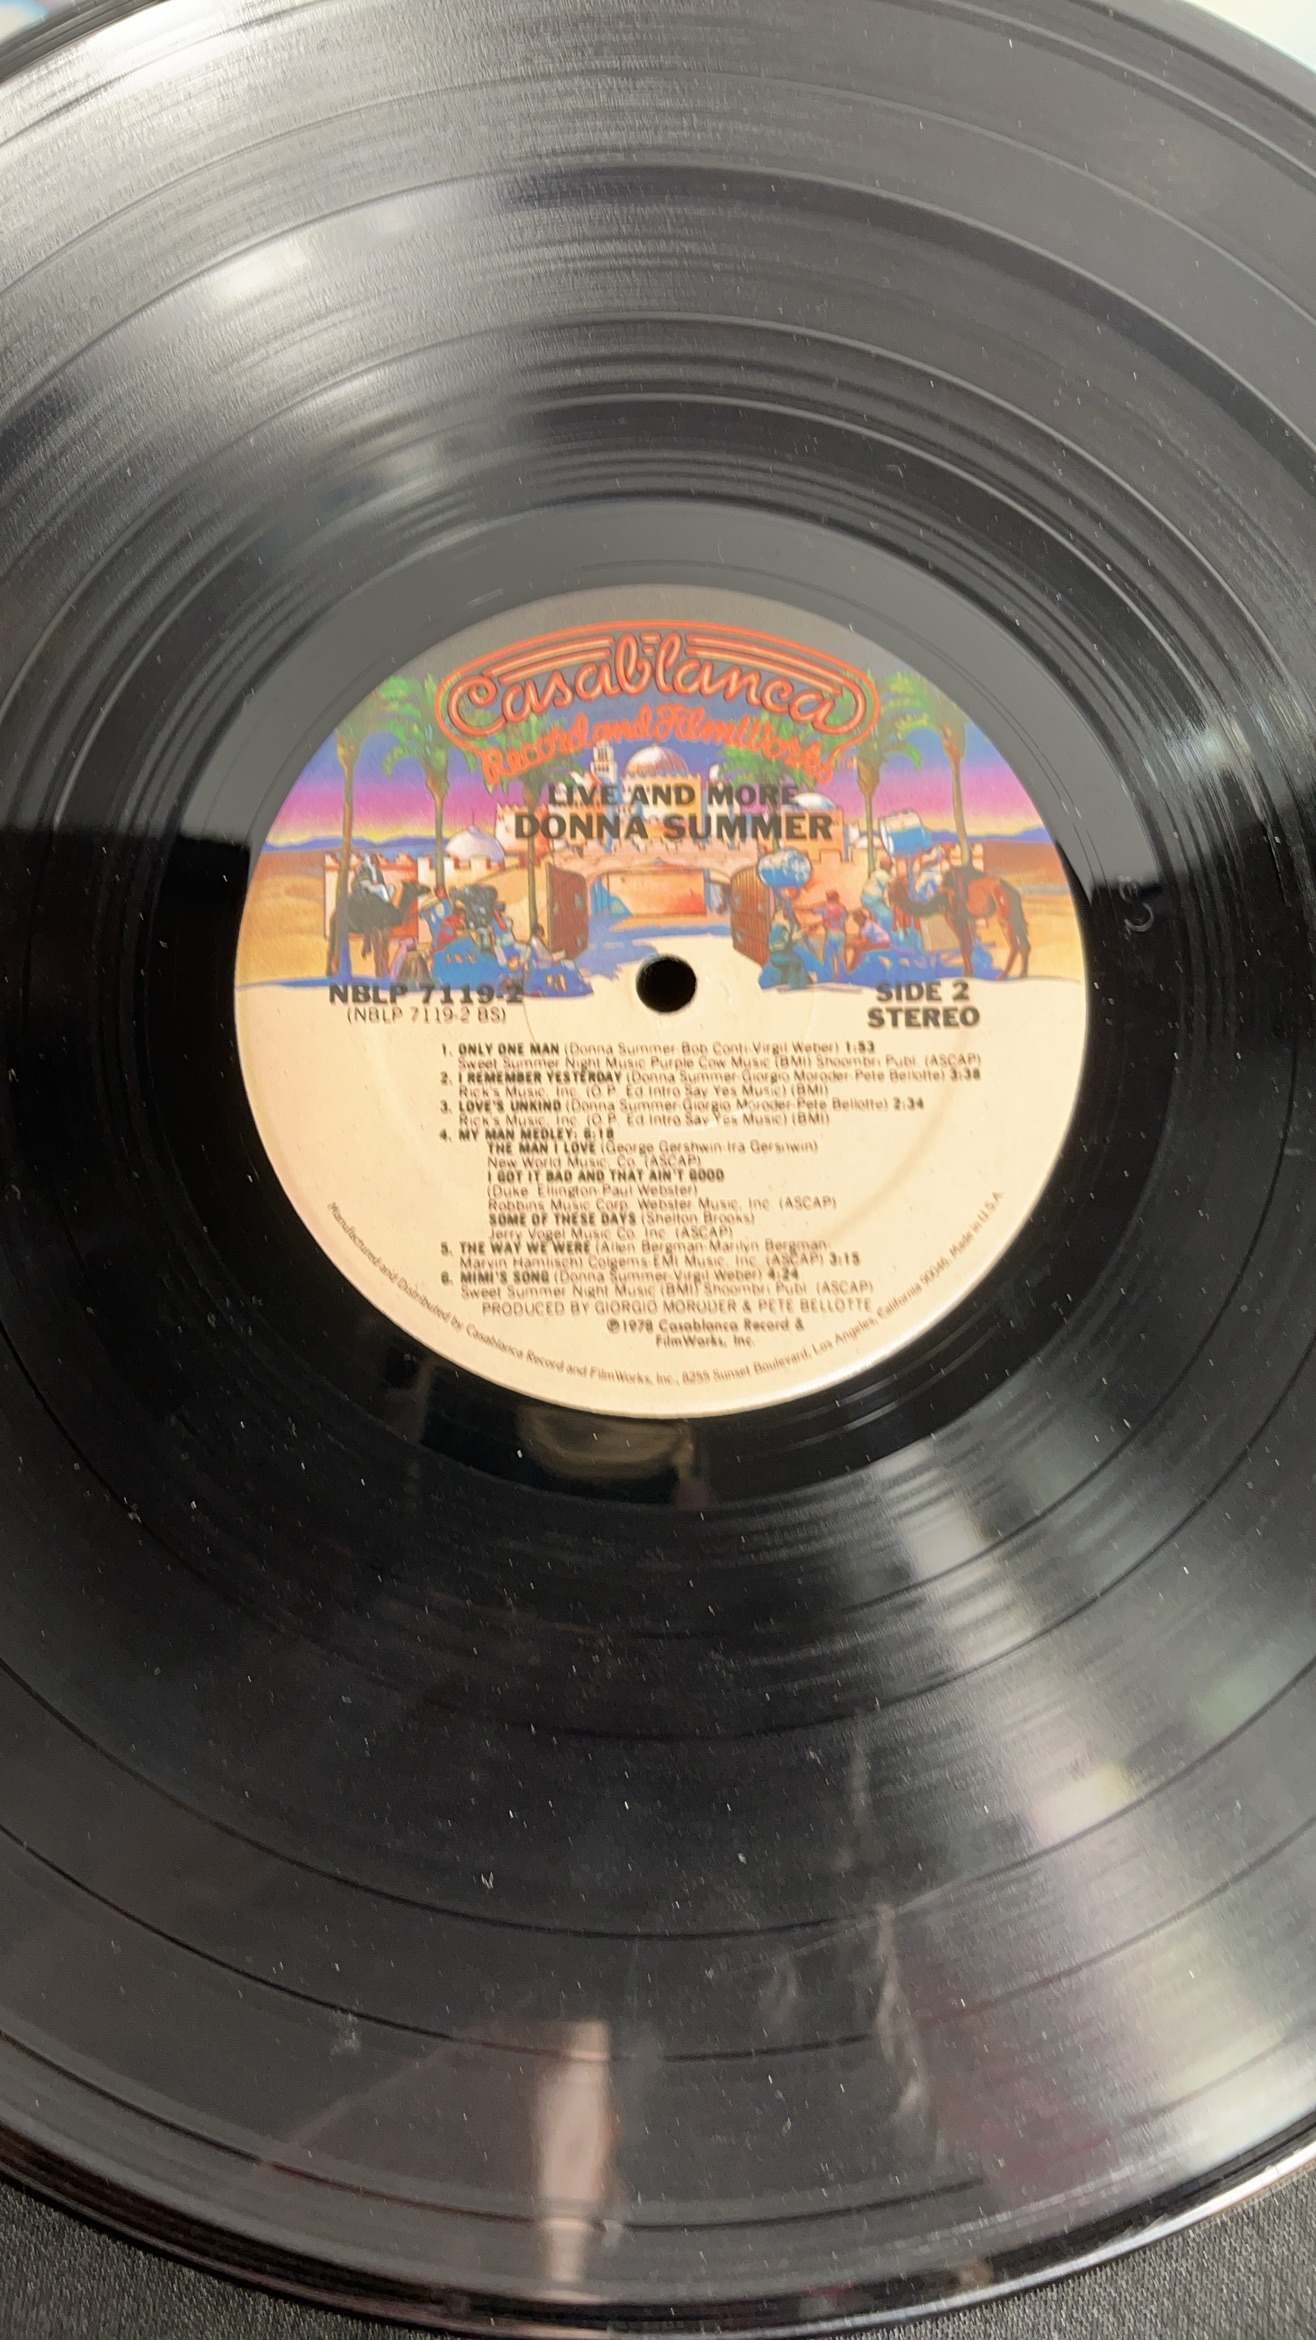 Casablanca
Record and FilmWorks
LIVE AND MORE
DONNA SUMMER
NBLP 7119-2
(NBLP 7119-2 BS)
SIDE 2
STEREO
1. ONLY ONE MAN (Donna Summer-Bob Conti-Virgil Weber) 1:53
Sweet Summer Night Music Purple Cow Music (BMI) Shoombri Publ. (ASCAP)
2. I REMEMBER YESTERDAY (Donna Summer-Giorgio Moroder-Pete Bellotte) 3:38
Rick's Music, Inc. (O.P. Ed Intro Say Yes Music) (BMI)
3. LOVE'S UNKIND (Donna Summer-Giorgio Moroder-Pete Bellotte) 2:34
Rick's Music, Inc. (O.P. Ed Intro Say Yes Music) (BMI)
4. MY MAN MEDLEY: 6:18
THE MAN I LOVE (George Gershwin-Ira Gershwin)
New World Music, Co. (ASCAP)
I GOT IT BAD AND THAT AIN'T GOOD
(Duke Ellington-Paul Webster)
Robbins Music Corp. Webster Music, Inc. (ASCAP)
SOME OF THESE DAYS (Shelton Brooks)
Jerry Vogel Music Co. Inc. (ASCAP)
5. THE WAY WE WERE (Allen Bergman-Marilyn Bergman-
Marvin Hamlisch) Colgems-EMI Music, Inc. (ASCAP) 3:15
6. MIMI'S SONG (Donna Summer-Virgil Weber) 4:24
Sweet Summer Night Music (BMI) Shoombri Publ. (ASCAP)
PRODUCED BY GIORGIO MORODER & PETE BELLOTTE
℗1978 Casablanca Record &
FilmWorks, Inc.
Manufactured and Distributed by Casablanca Record and FilmWorks, Inc., 8255 Sunset Boulevard, Los Angeles, California 90046. Made in U.S.A.